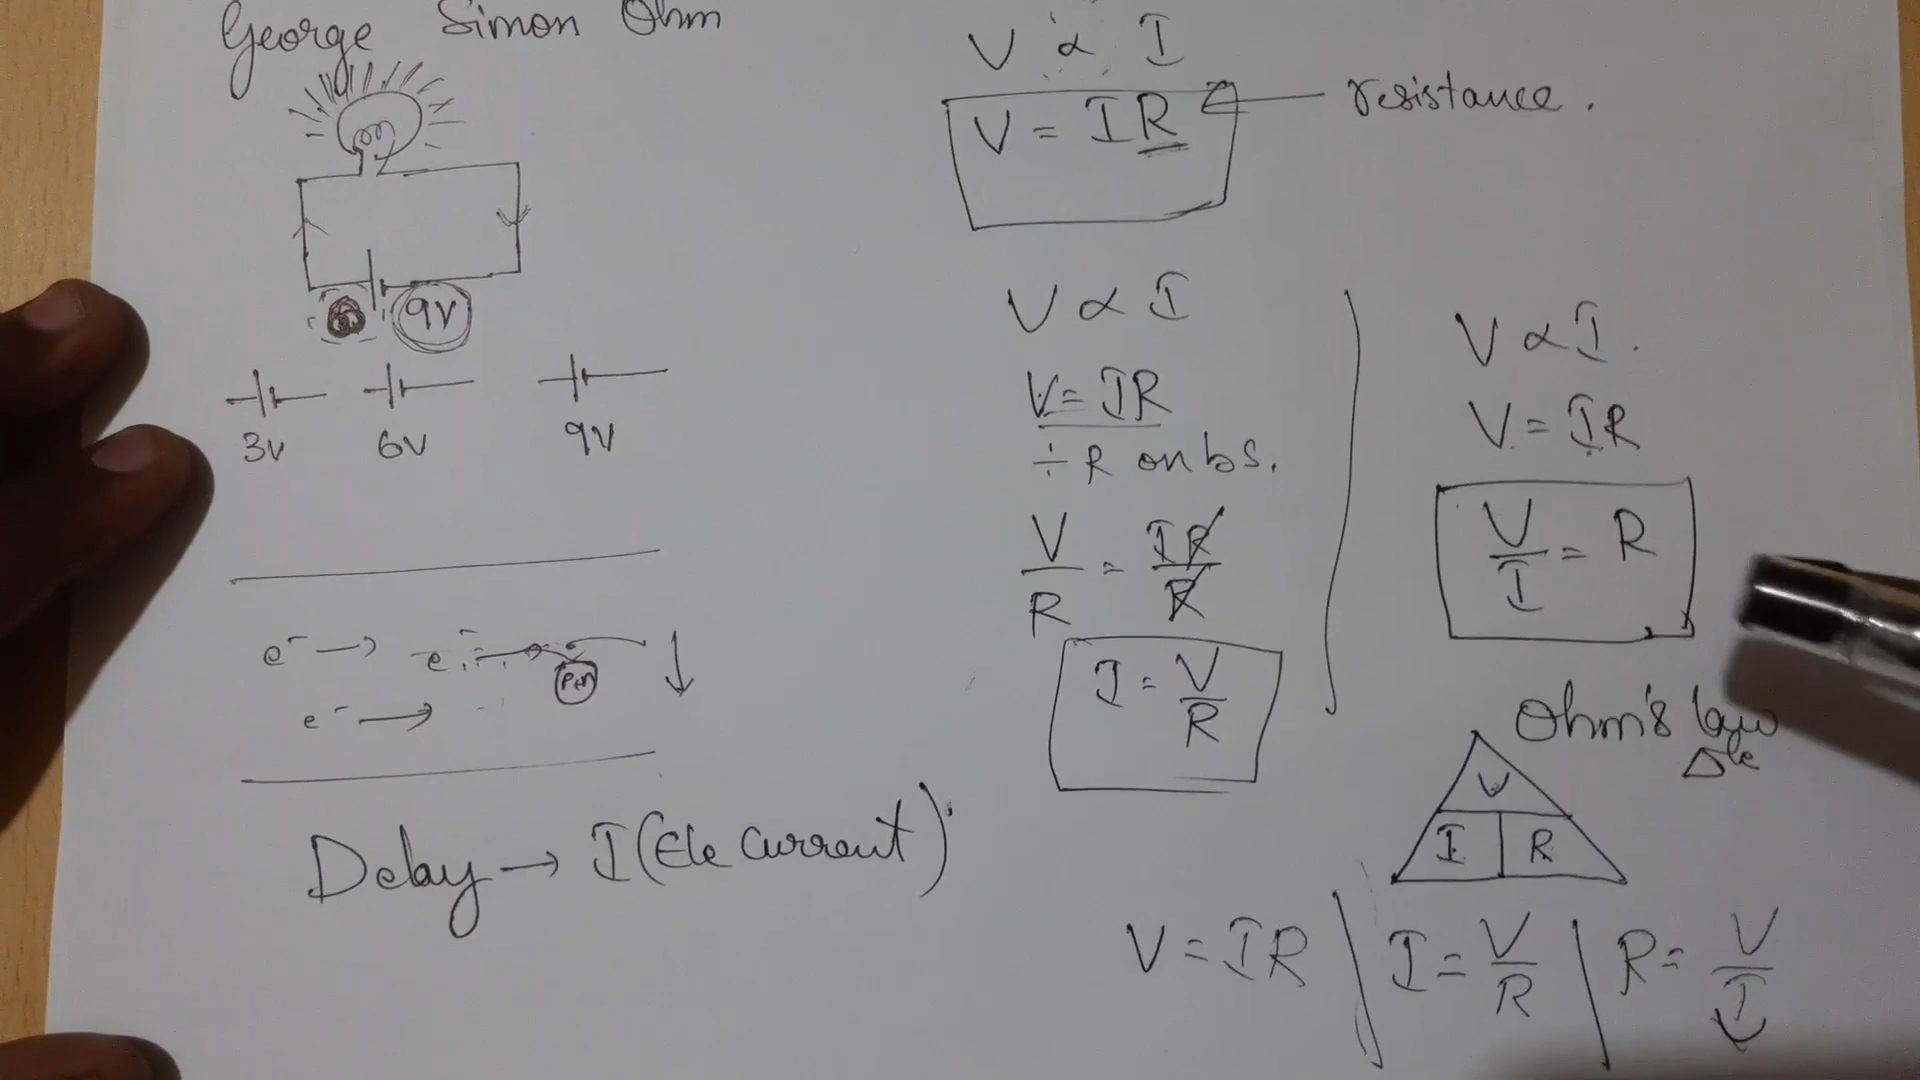 George Simon Ohm
9V
3V 6V 9V
e⁻ → e⁻
P+n
e⁻ →
Delay → I (Ele Current)
V ∝ I
V = IR ← resistance.
V ∝ I
V = IR
÷ R on bs.
V/R = IR/R
I = V/R
V ∝ I.
V = IR
V/I = R
Ohm's law
Δle
V
I R
V = IR / I = V/R / R = V/I